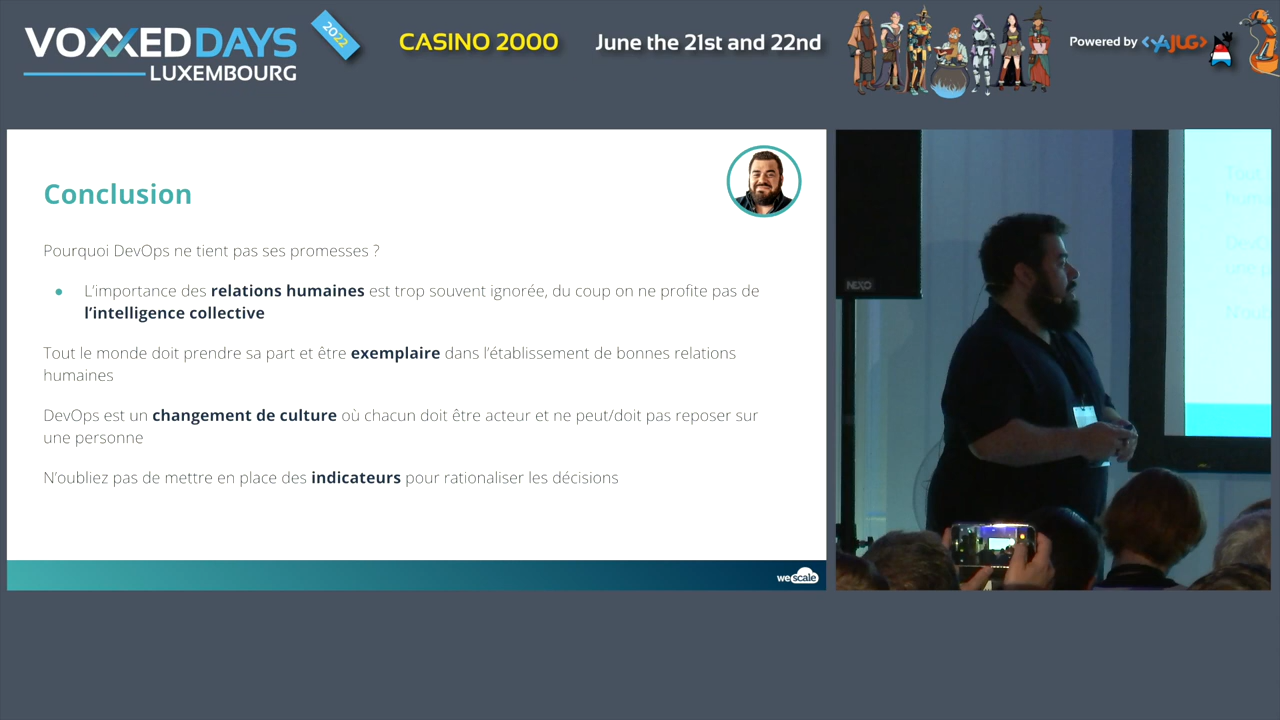 VOXXED DAYS
LUXEMBOURG
2022
CASINO 2000
June the 21st and 22nd
Powered by <YAJUG>
Conclusion
Pourquoi DevOps ne tient pas ses promesses ?
● L'importance des relations humaines est trop souvent ignorée, du coup on ne profite pas de
l'intelligence collective
Tout le monde doit prendre sa part et être exemplaire dans l'établissement de bonnes relations
humaines
DevOps est un changement de culture où chacun doit être acteur et ne peut/doit pas reposer sur
une personne
N'oubliez pas de mettre en place des indicateurs pour rationaliser les décisions
wescale
NEXO
Tout